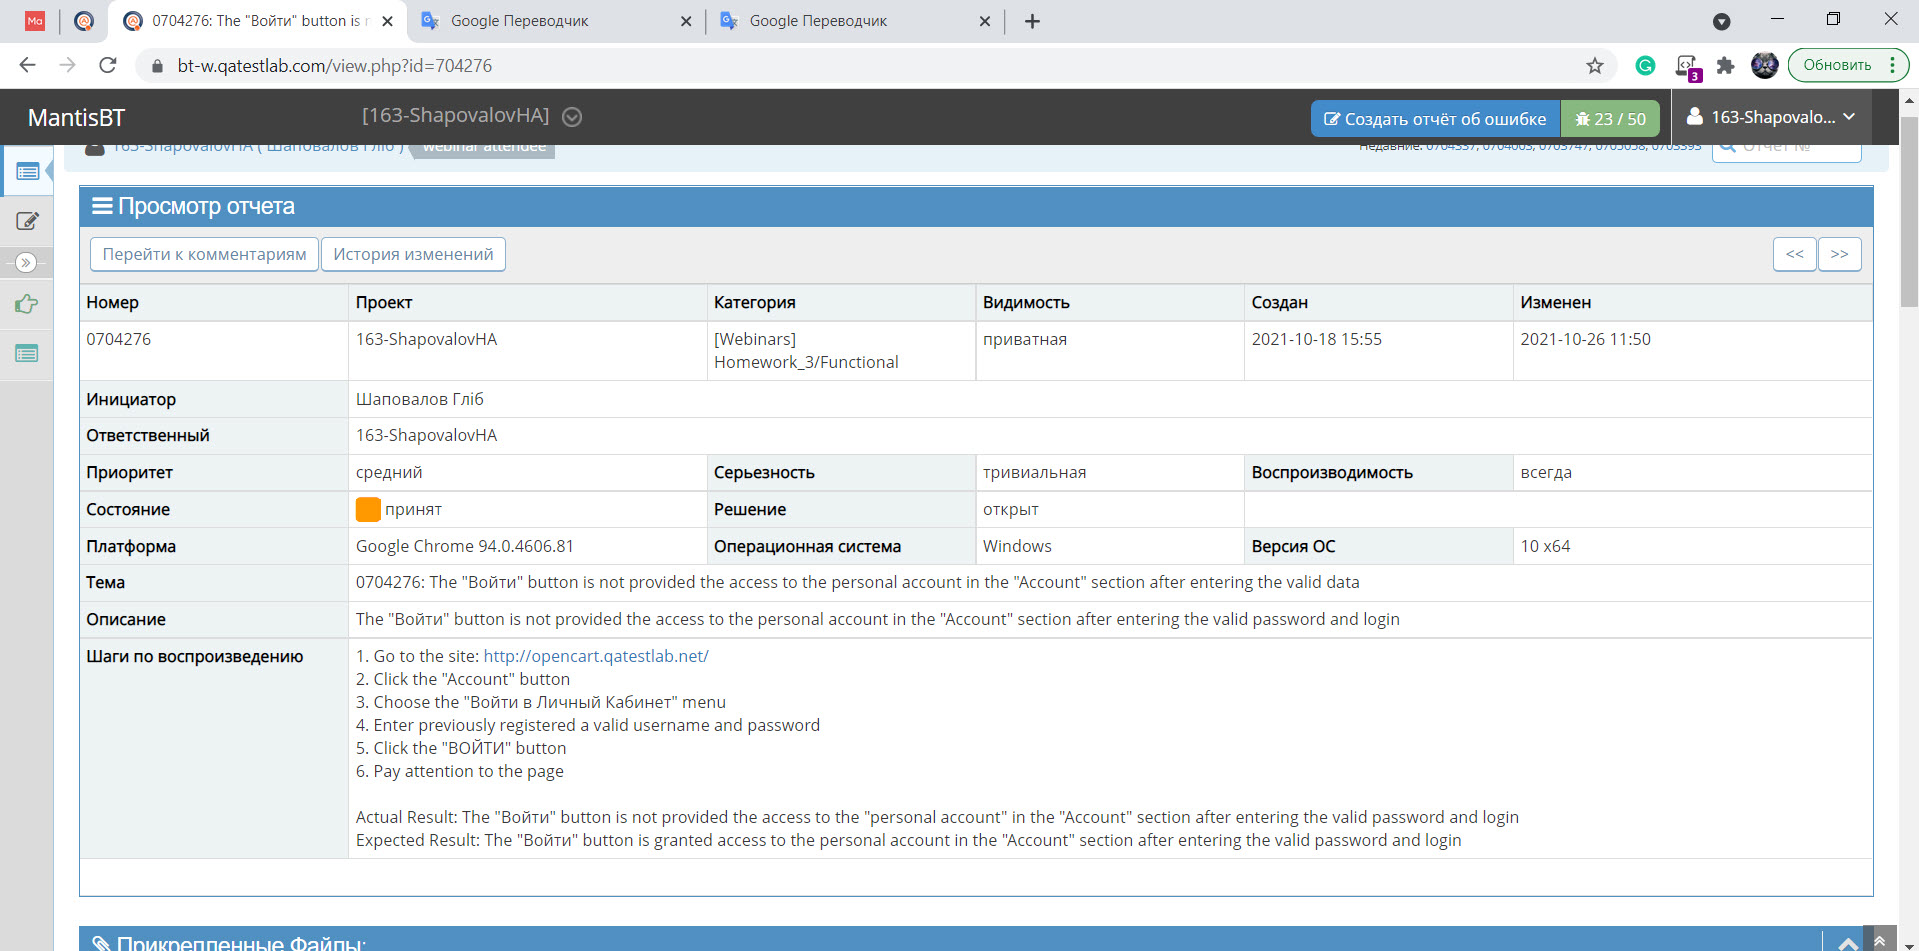 Ma
0704276: The "Войти" button is n
Google Переводчик
Google Переводчик
bt-w.qatestlab.com/view.php?id=704276
3
Обновить
MantisBT
[163-ShapovalovHA]
Создать отчёт об ошибке
23 / 50
163-Shapovalo...
163-ShapovalovHA ( Шаповалов Гліб )
webinar attendee
Недавние: 0704337, 0704003, 0703747, 0703038, 0703393
Отчет №
Просмотр отчета
Перейти к комментариям
История изменений
<<
>>
Номер Проект Категория Видимость Создан Изменен
0704276 163-ShapovalovHA [Webinars] приватная 2021-10-18 15:55 2021-10-26 11:50
Homework_3/Functional
Инициатор Шаповалов Гліб
Ответственный 163-ShapovalovHA
Приоритет средний Серьезность тривиальная Воспроизводимость всегда
Состояние принят Решение открыт
Платформа Google Chrome 94.0.4606.81 Операционная система Windows Версия ОС 10 x64
Тема 0704276: The "Войти" button is not provided the access to the personal account in the "Account" section after entering the valid data
Описание The "Войти" button is not provided the access to the personal account in the "Account" section after entering the valid password and login
Шаги по воспроизведению 1. Go to the site: http://opencart.qatestlab.net/
2. Click the "Account" button
3. Choose the "Войти в Личный Кабинет" menu
4. Enter previously registered a valid username and password
5. Click the "ВОЙТИ" button
6. Pay attention to the page
Actual Result: The "Войти" button is not provided the access to the "personal account" in the "Account" section after entering the valid password and login
Expected Result: The "Войти" button is granted access to the personal account in the "Account" section after entering the valid password and login
Прикрепленные Файлы: